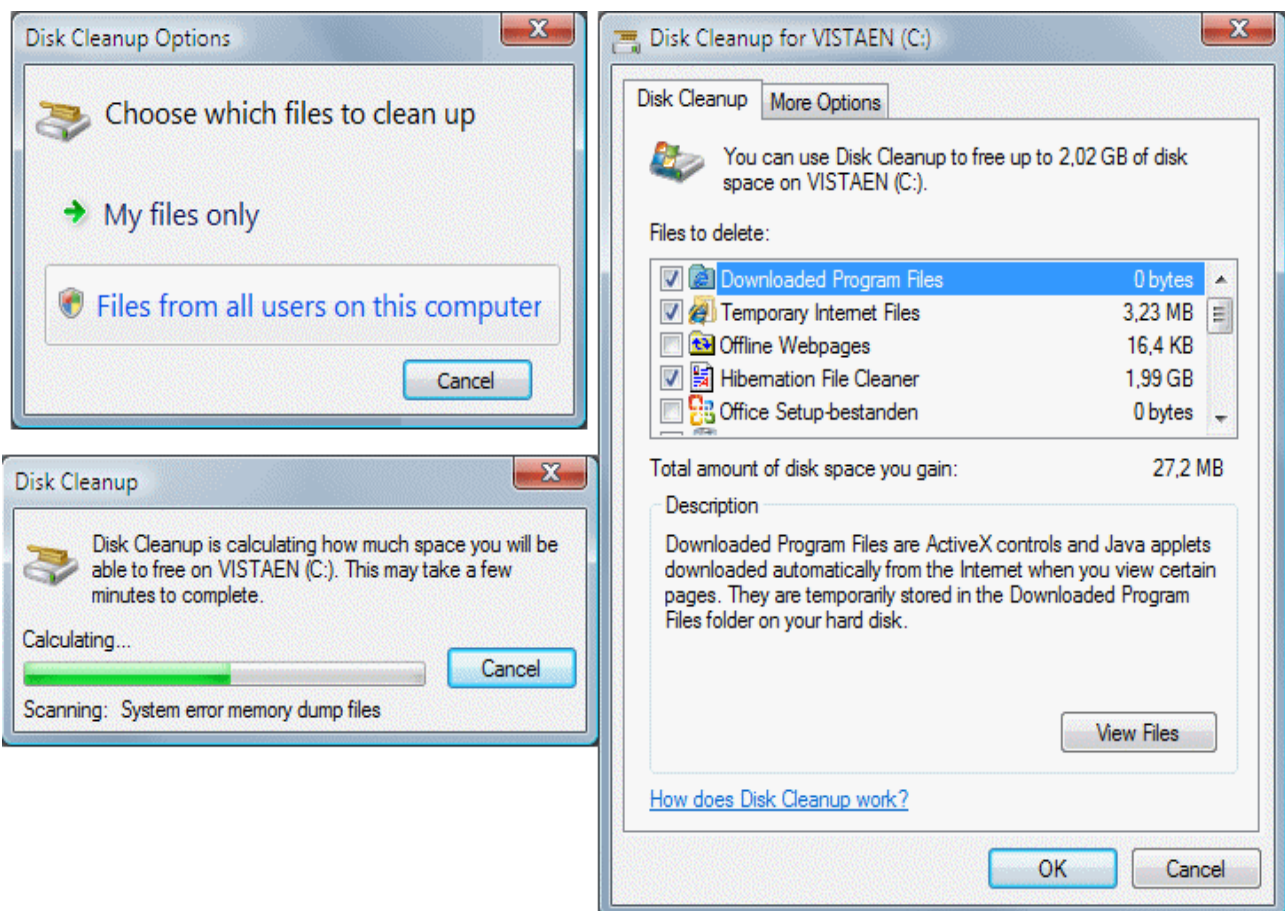 Disk Cleanup Options
Choose which files to clean up
My files only
Files from all users on this computer
Cancel
Disk Cleanup
Disk Cleanup is calculating how much space you will be
able to free on VISTAEN (C:). This may take a few
minutes to complete.
Calculating...
Cancel
Scanning: System error memory dump files
Disk Cleanup for VISTAEN (C:)
Disk Cleanup More Options
You can use Disk Cleanup to free up to 2,02 GB of disk
space on VISTAEN (C:).
Files to delete:
Downloaded Program Files 0 bytes
Temporary Internet Files 3,23 MB
Offline Webpages 16,4 KB
Hibernation File Cleaner 1,99 GB
Office Setup-bestanden 0 bytes
Total amount of disk space you gain: 27,2 MB
Description
Downloaded Program Files are ActiveX controls and Java applets
downloaded automatically from the Internet when you view certain
pages. They are temporarily stored in the Downloaded Program
Files folder on your hard disk.
View Files
How does Disk Cleanup work?
OK Cancel